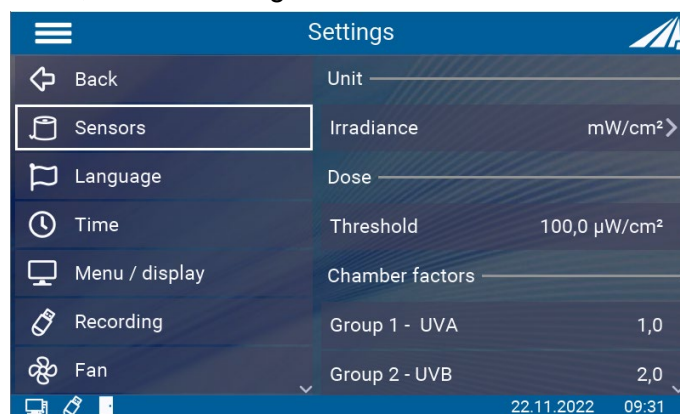 Settings
Back
Sensors
Language
Time
Menu / display
Recording
Fan
Unit
Irradiance mW/cm²
Dose
Threshold 100,0 µW/cm²
Chamber factors
Group 1 - UVA 1,0
Group 2 - UVB 2,0
22.11.2022 09:31